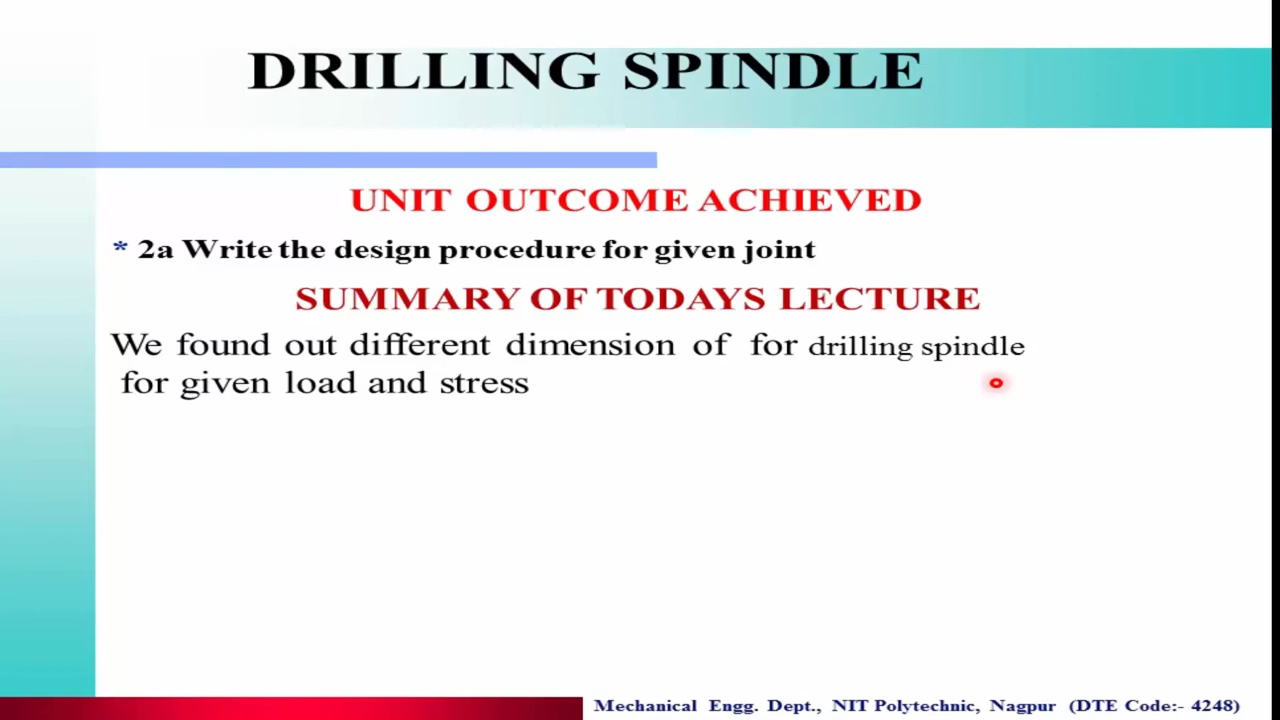 DRILLING SPINDLE
UNIT OUTCOME ACHIEVED
* 2a Write the design procedure for given joint
SUMMARY OF TODAYS LECTURE
We found out different dimension of for drilling spindle
for given load and stress
Mechanical Engg. Dept., NIT Polytechnic, Nagpur (DTE Code:- 4248)